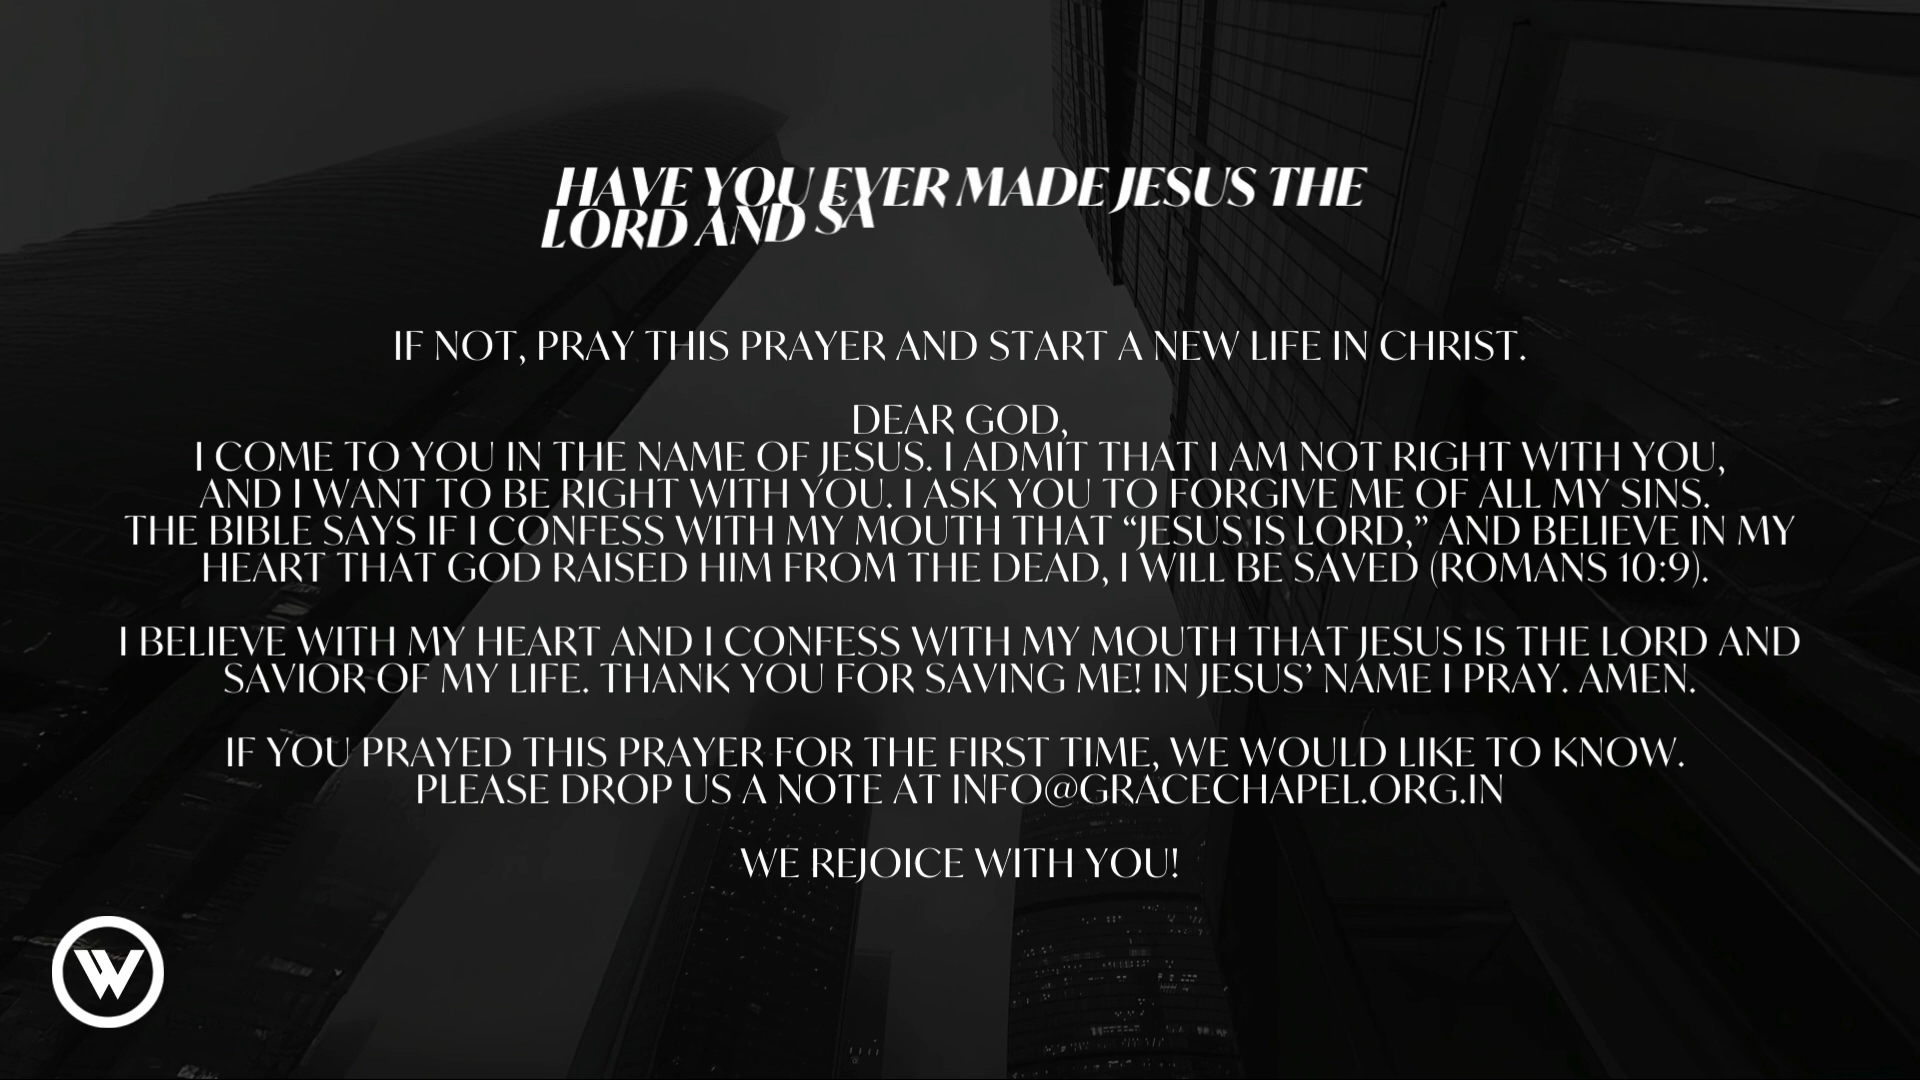 HAVE YOU EVER MADE JESUS THE
LORD AND SA
IF NOT, PRAY THIS PRAYER AND START A NEW LIFE IN CHRIST.
DEAR GOD,
I COME TO YOU IN THE NAME OF JESUS. I ADMIT THAT I AM NOT RIGHT WITH YOU,
AND I WANT TO BE RIGHT WITH YOU. I ASK YOU TO FORGIVE ME OF ALL MY SINS.
THE BIBLE SAYS IF I CONFESS WITH MY MOUTH THAT “JESUS IS LORD,” AND BELIEVE IN MY
HEART THAT GOD RAISED HIM FROM THE DEAD, I WILL BE SAVED (ROMANS 10:9).
I BELIEVE WITH MY HEART AND I CONFESS WITH MY MOUTH THAT JESUS IS THE LORD AND
SAVIOR OF MY LIFE. THANK YOU FOR SAVING ME! IN JESUS’ NAME I PRAY. AMEN.
IF YOU PRAYED THIS PRAYER FOR THE FIRST TIME, WE WOULD LIKE TO KNOW.
PLEASE DROP US A NOTE AT INFO@GRACECHAPEL.ORG.IN
WE REJOICE WITH YOU!
W